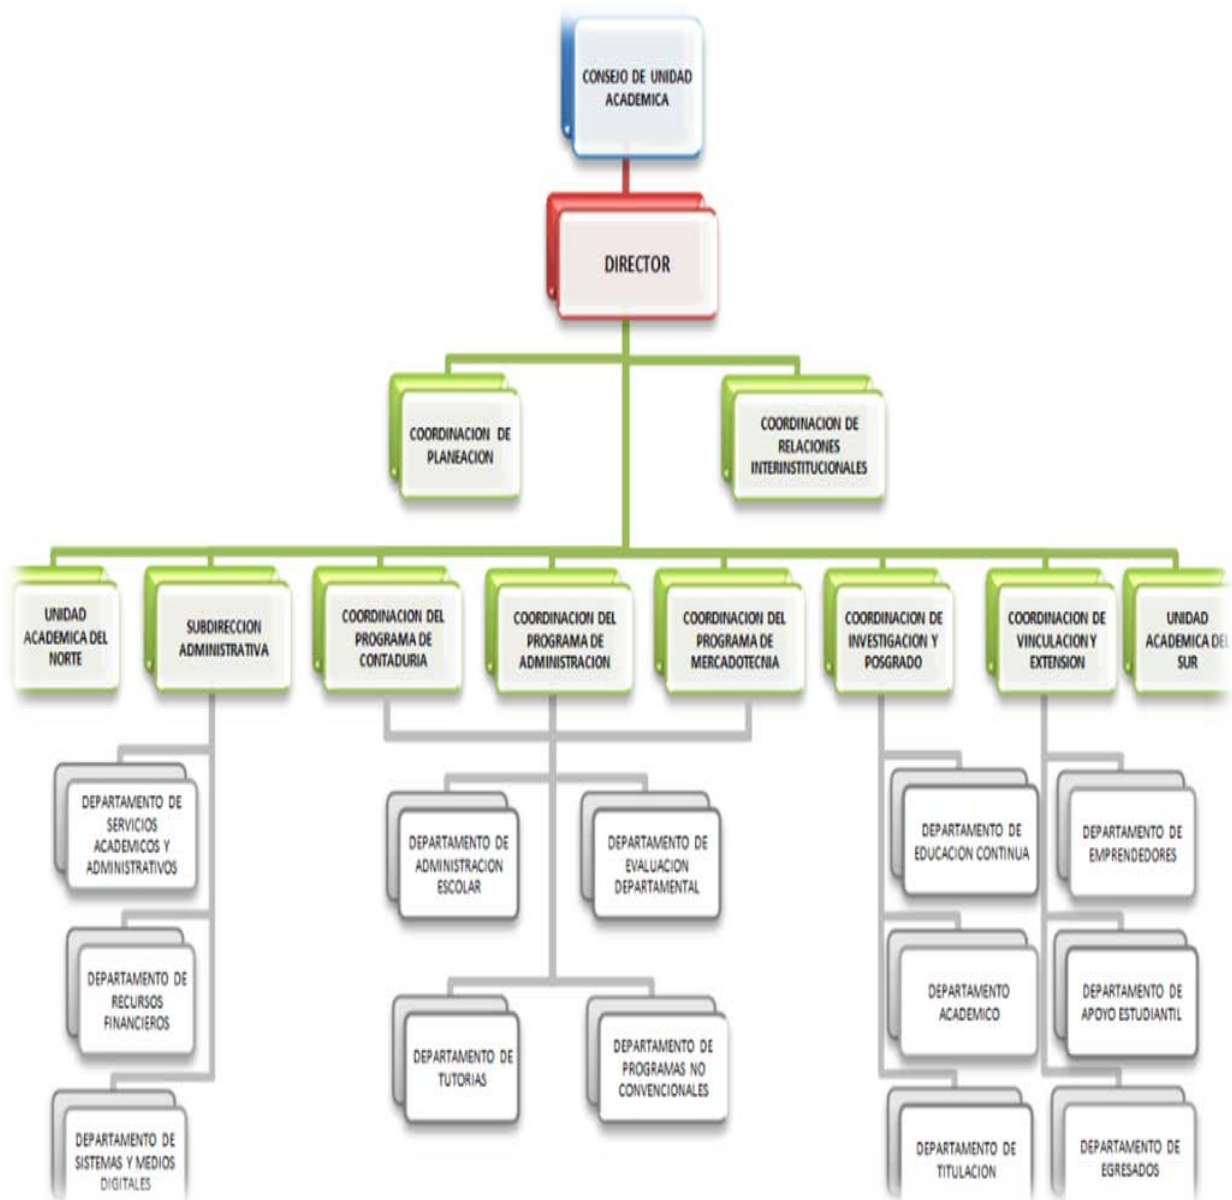 CONSEJO DE UNIDAD
ACADEMICA
DIRECTOR
COORDINACION DE
PLANEACION
COORDINACION DE
RELACIONES
INTERINSTITUCIONALES
UNIDAD
ACADEMICA DEL
NORTE
SUBDIRECCION
ADMINISTRATIVA
COORDINACION DEL
PROGRAMA DE
CONTADURIA
COORDINACION DEL
PROGRAMA DE
ADMINISTRACION
COORDINACION DEL
PROGRAMA DE
MERCADOTECNIA
COORDINACION DE
INVESTIGACION Y
POSGRADO
COORDINACION DE
VINCULACION Y
EXTENSION
UNIDAD
ACADEMICA DEL
SUR
DEPARTAMENTO DE
SERVICIOS
ACADEMICOS Y
ADMINISTRATIVOS
DEPARTAMENTO DE
RECURSOS
FINANCIEROS
DEPARTAMENTO DE
SISTEMAS Y MEDIOS
DIGITALES
DEPARTAMENTO DE
ADMINISTRACION
ESCOLAR
DEPARTAMENTO DE
EVALUACION
DEPARTAMENTAL
DEPARTAMENTO DE
TUTORIAS
DEPARTAMENTO DE
PROGRAMAS NO
CONVENCIONALES
DEPARTAMENTO DE
EDUCACION CONTINUA
DEPARTAMENTO
ACADEMICO
DEPARTAMENTO DE
TITULACION
DEPARTAMENTO DE
EMPRENDEDORES
DEPARTAMENTO DE
APOYO ESTUDIANTIL
DEPARTAMENTO DE
EGRESADOS